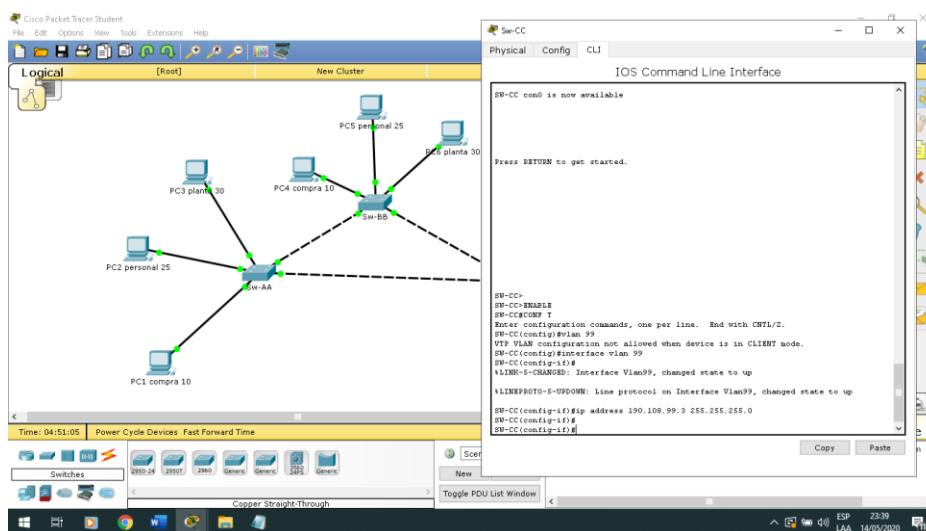 Cisco Packet Tracer Student
File Edit Options View Tools Extensions Help
Logical
[Root]
New Cluster
PC5 personal 25
PC6 planta 30
PC4 compra 10
PC3 planta 30
Sw-BB
PC2 personal 25
Sw-AA
PC1 compra 10
Time: 04:51:05 Power Cycle Devices Fast Forward Time
Switches
2950-24
2950T
2960
Generic
Generic
Generic
Copper Straight-Through
New
Toggle PDU List Window
Sw-CC
Physical Config CLI
IOS Command Line Interface
SW-CC con0 is now available
Press RETURN to get started.
SW-CC>
SW-CC>ENABLE
SW-CC#CONF T
Enter configuration commands, one per line. End with CNTL/Z.
SW-CC(config)#vlan 99
VTP VLAN configuration not allowed when device is in CLIENT mode.
SW-CC(config)#interface vlan 99
SW-CC(config-if)#
%LINK-5-CHANGED: Interface Vlan99, changed state to up
%LINEPROTO-5-UPDOWN: Line protocol on Interface Vlan99, changed state to up
SW-CC(config-if)#ip address 190.108.99.3 255.255.255.0
SW-CC(config-if)#
SW-CC(config-if)#
Copy Paste
ESP
LAA
23:39
14/05/2020